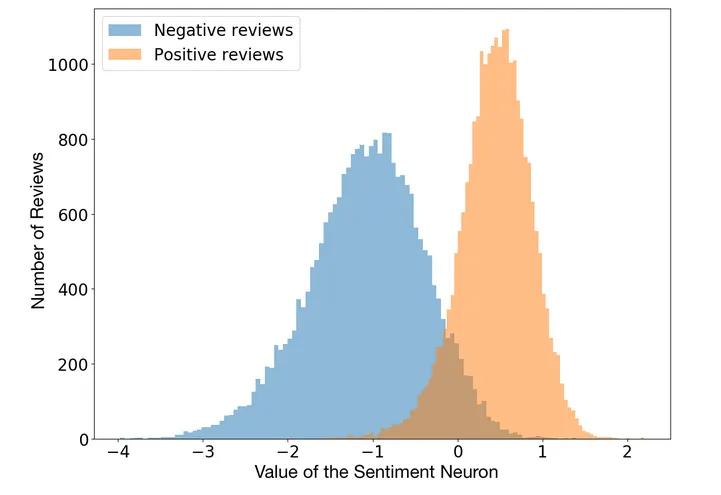 Negative reviews
Positive reviews
1000
800
600
400
200
0
Number of Reviews
−4 −3 −2 −1 0 1 2
Value of the Sentiment Neuron